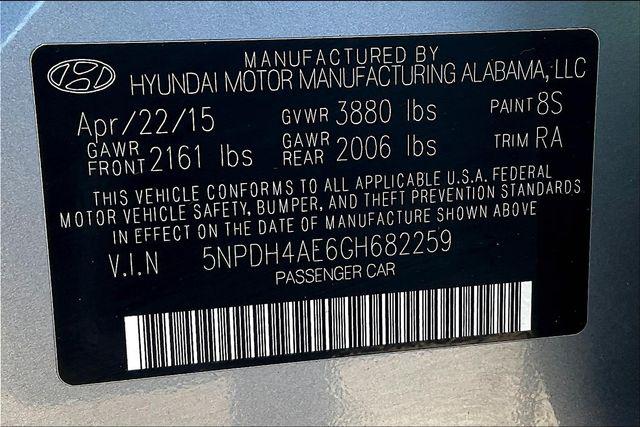 MANUFACTURED BY
HYUNDAI MOTOR MANUFACTURING ALABAMA, LLC
Apr/22/15 GVWR 3880 lbs PAINT 8S
GAWR FRONT 2161 lbs GAWR REAR 2006 lbs TRIM RA
THIS VEHICLE CONFORMS TO ALL APPLICABLE U.S.A. FEDERAL
MOTOR VEHICLE SAFETY, BUMPER, AND THEFT PREVENTION STANDARDS
IN EFFECT ON THE DATE OF MANUFACTURE SHOWN ABOVE
V.I.N 5NPDH4AE6GH682259
PASSENGER CAR